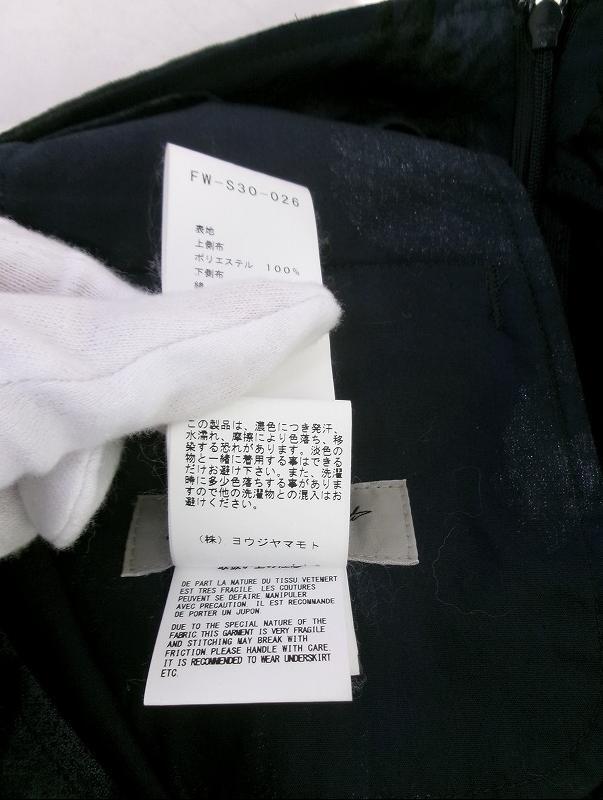 FW-S30-026
表地
上側布
ポリエステル 100%
下側布
綿
この製品は、濃色につき発汗、
水濡れ、摩擦により色落ち、移
染する恐れがあります。淡色の
物と一緒に着用する事はできる
だけお避け下さい。また、洗濯
時に多少色落ちする事がありま
すので他の洗濯物との混入はお
避けください。
(株) ヨウジヤマモト
DE PART LA NATURE DU TISSU VETEMENT
EST TRES FRAGILE. LES COUTURES
PEUVENT SE DEFAIRE. MANIPULER
AVEC PRECAUTION. IL EST RECOMMANDE
DE PORTER UN JUPON.
DUE TO THE SPECIAL NATURE OF THE
FABRIC, THIS GARMENT IS VERY FRAGILE
AND STITCHING MAY BREAK WITH
FRICTION. PLEASE HANDLE WITH CARE.
IT IS RECOMMENDED TO WEAR UNDERSKIRT
ETC.